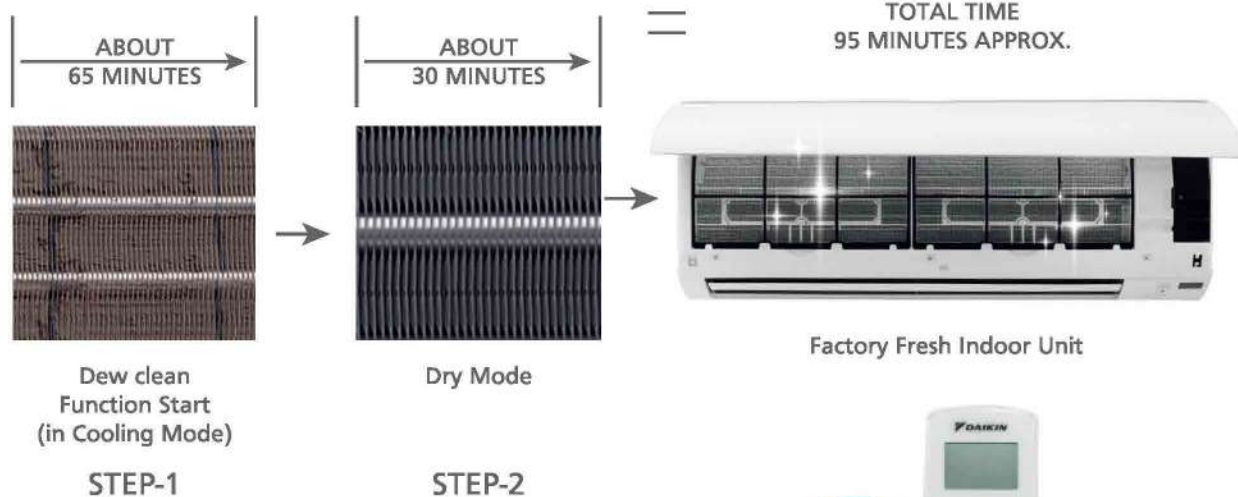 ABOUT
65 MINUTES
ABOUT
30 MINUTES
=
TOTAL TIME
95 MINUTES APPROX.
Dew clean
Function Start
(in Cooling Mode)
STEP-1
Dry Mode
STEP-2
Factory Fresh Indoor Unit
DAIKIN